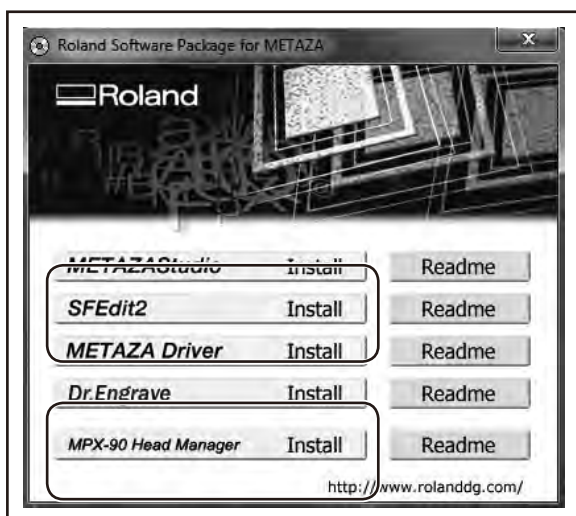 Roland Software Package for METAZA
Roland
METAZAStudio Install Readme
SFEdit2 Install Readme
METAZA Driver Install Readme
Dr.Engrave Install Readme
MPX-90 Head Manager Install Readme
http://www.rolanddg.com/